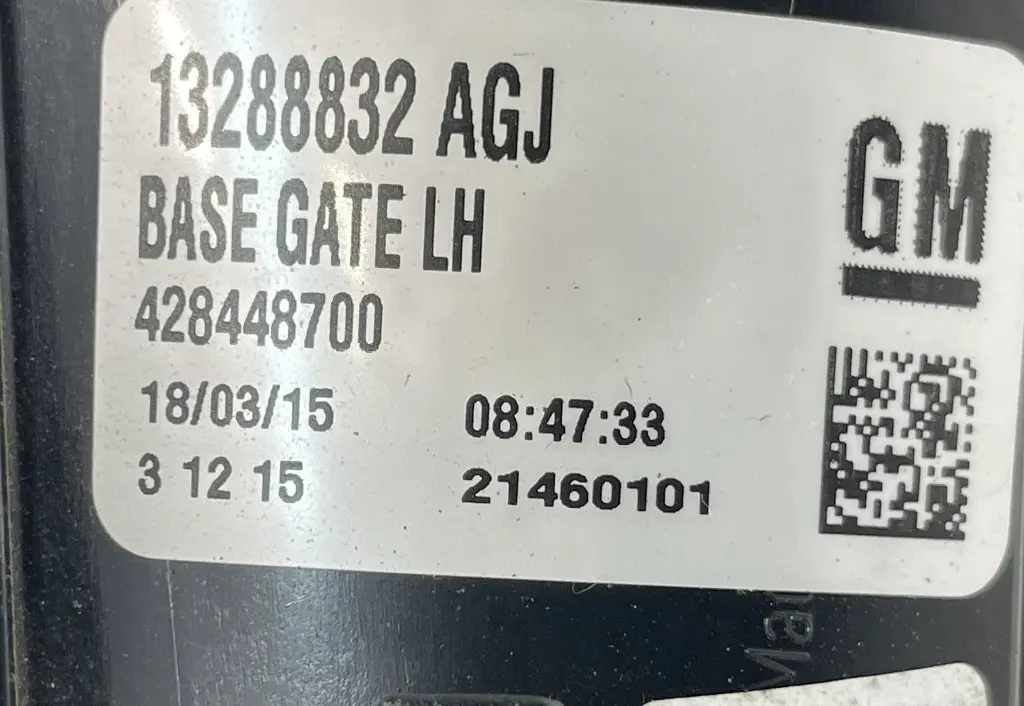 13288832 AGJ
GM
BASE GATE LH
428448700
18/03/15 08:47:33
3 12 15 21460101